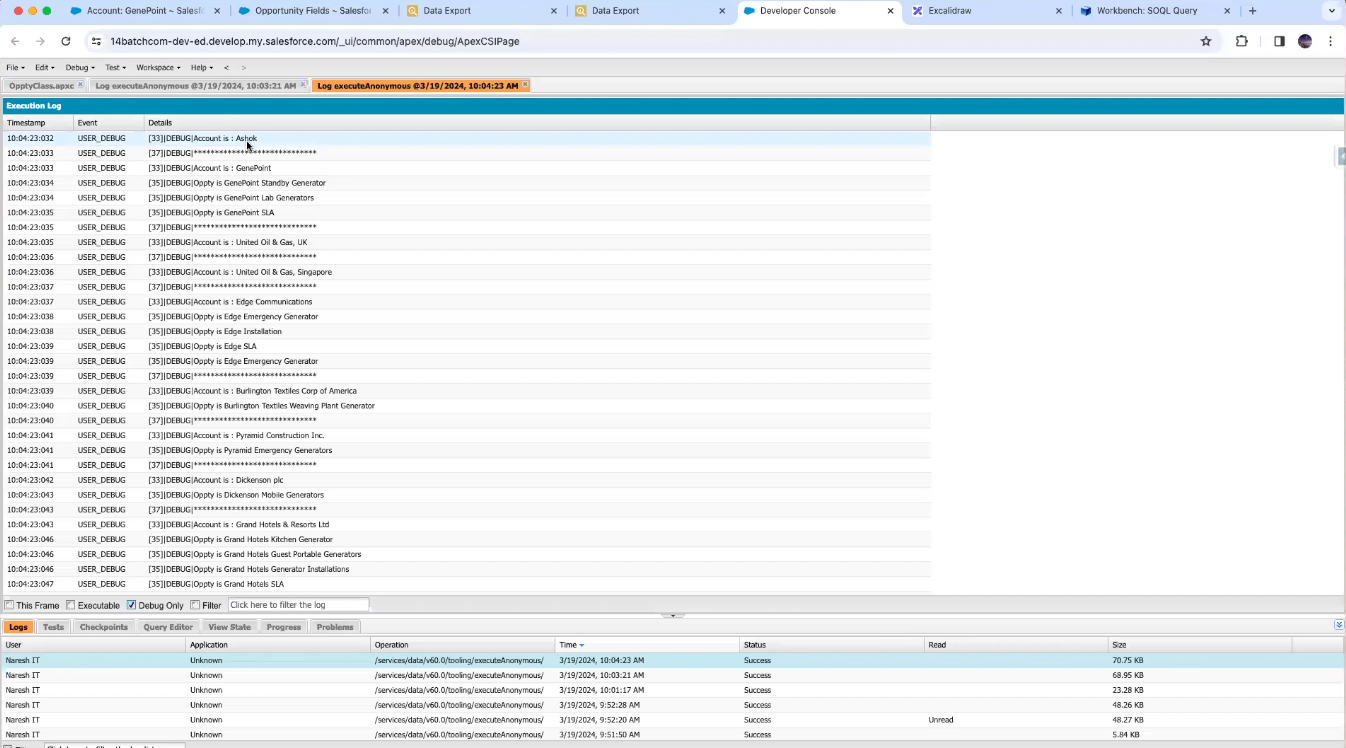 Account: GenePoint ~ Salesfo
Opportunity Fields ~ Salesfor
Data Export
Data Export
Developer Console
Excalidraw
Workbench: SOQL Query
14batchcom-dev-ed.develop.my.salesforce.com/_ui/common/apex/debug/ApexCSIPage
File Edit Debug Test Workspace Help < >
OpptyClass.apxc Log executeAnonymous @3/19/2024, 10:03:21 AM Log executeAnonymous @3/19/2024, 10:04:23 AM
Execution Log
Timestamp Event Details
10:04:23:032 USER_DEBUG [33]|DEBUG|Account is : Ashok
10:04:23:033 USER_DEBUG [37]|DEBUG|*****************************
10:04:23:033 USER_DEBUG [33]|DEBUG|Account is : GenePoint
10:04:23:034 USER_DEBUG [35]|DEBUG|Oppty is GenePoint Standby Generator
10:04:23:034 USER_DEBUG [35]|DEBUG|Oppty is GenePoint Lab Generators
10:04:23:035 USER_DEBUG [35]|DEBUG|Oppty is GenePoint SLA
10:04:23:035 USER_DEBUG [37]|DEBUG|*****************************
10:04:23:035 USER_DEBUG [33]|DEBUG|Account is : United Oil & Gas, UK
10:04:23:036 USER_DEBUG [37]|DEBUG|*****************************
10:04:23:036 USER_DEBUG [33]|DEBUG|Account is : United Oil & Gas, Singapore
10:04:23:037 USER_DEBUG [37]|DEBUG|*****************************
10:04:23:037 USER_DEBUG [33]|DEBUG|Account is : Edge Communications
10:04:23:038 USER_DEBUG [35]|DEBUG|Oppty is Edge Emergency Generator
10:04:23:038 USER_DEBUG [35]|DEBUG|Oppty is Edge Installation
10:04:23:039 USER_DEBUG [35]|DEBUG|Oppty is Edge SLA
10:04:23:039 USER_DEBUG [35]|DEBUG|Oppty is Edge Emergency Generator
10:04:23:039 USER_DEBUG [37]|DEBUG|*****************************
10:04:23:039 USER_DEBUG [33]|DEBUG|Account is : Burlington Textiles Corp of America
10:04:23:040 USER_DEBUG [35]|DEBUG|Oppty is Burlington Textiles Weaving Plant Generator
10:04:23:040 USER_DEBUG [37]|DEBUG|*****************************
10:04:23:041 USER_DEBUG [33]|DEBUG|Account is : Pyramid Construction Inc.
10:04:23:041 USER_DEBUG [35]|DEBUG|Oppty is Pyramid Emergency Generators
10:04:23:041 USER_DEBUG [37]|DEBUG|*****************************
10:04:23:042 USER_DEBUG [33]|DEBUG|Account is : Dickenson plc
10:04:23:043 USER_DEBUG [35]|DEBUG|Oppty is Dickenson Mobile Generators
10:04:23:043 USER_DEBUG [37]|DEBUG|*****************************
10:04:23:043 USER_DEBUG [33]|DEBUG|Account is : Grand Hotels & Resorts Ltd
10:04:23:046 USER_DEBUG [35]|DEBUG|Oppty is Grand Hotels Kitchen Generator
10:04:23:046 USER_DEBUG [35]|DEBUG|Oppty is Grand Hotels Guest Portable Generators
10:04:23:046 USER_DEBUG [35]|DEBUG|Oppty is Grand Hotels Generator Installations
10:04:23:047 USER_DEBUG [35]|DEBUG|Oppty is Grand Hotels SLA
This Frame Executable Debug Only Filter Click here to filter the log
Logs Tests Checkpoints Query Editor View State Progress Problems
User Application Operation Time Status Read Size
Naresh IT Unknown /services/data/v60.0/tooling/executeAnonymous/ 3/19/2024, 10:04:23 AM Success 70.75 KB
Naresh IT Unknown /services/data/v60.0/tooling/executeAnonymous/ 3/19/2024, 10:03:21 AM Success 68.95 KB
Naresh IT Unknown /services/data/v60.0/tooling/executeAnonymous/ 3/19/2024, 10:01:17 AM Success 23.28 KB
Naresh IT Unknown /services/data/v60.0/tooling/executeAnonymous/ 3/19/2024, 9:52:28 AM Success 48.26 KB
Naresh IT Unknown /services/data/v60.0/tooling/executeAnonymous/ 3/19/2024, 9:52:20 AM Success Unread 48.27 KB
Naresh IT Unknown /services/data/v60.0/tooling/executeAnonymous/ 3/19/2024, 9:51:50 AM Success 5.84 KB